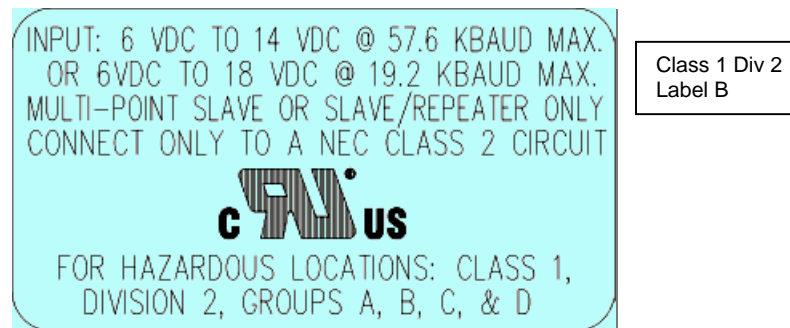 INPUT: 6 VDC TO 14 VDC @ 57.6 KBAUD MAX.
OR 6VDC TO 18 VDC @ 19.2 KBAUD MAX.
MULTI-POINT SLAVE OR SLAVE/REPEATER ONLY
CONNECT ONLY TO A NEC CLASS 2 CIRCUIT
c RU US
FOR HAZARDOUS LOCATIONS: CLASS 1,
DIVISION 2, GROUPS A, B, C, & D
Class 1 Div 2
Label B